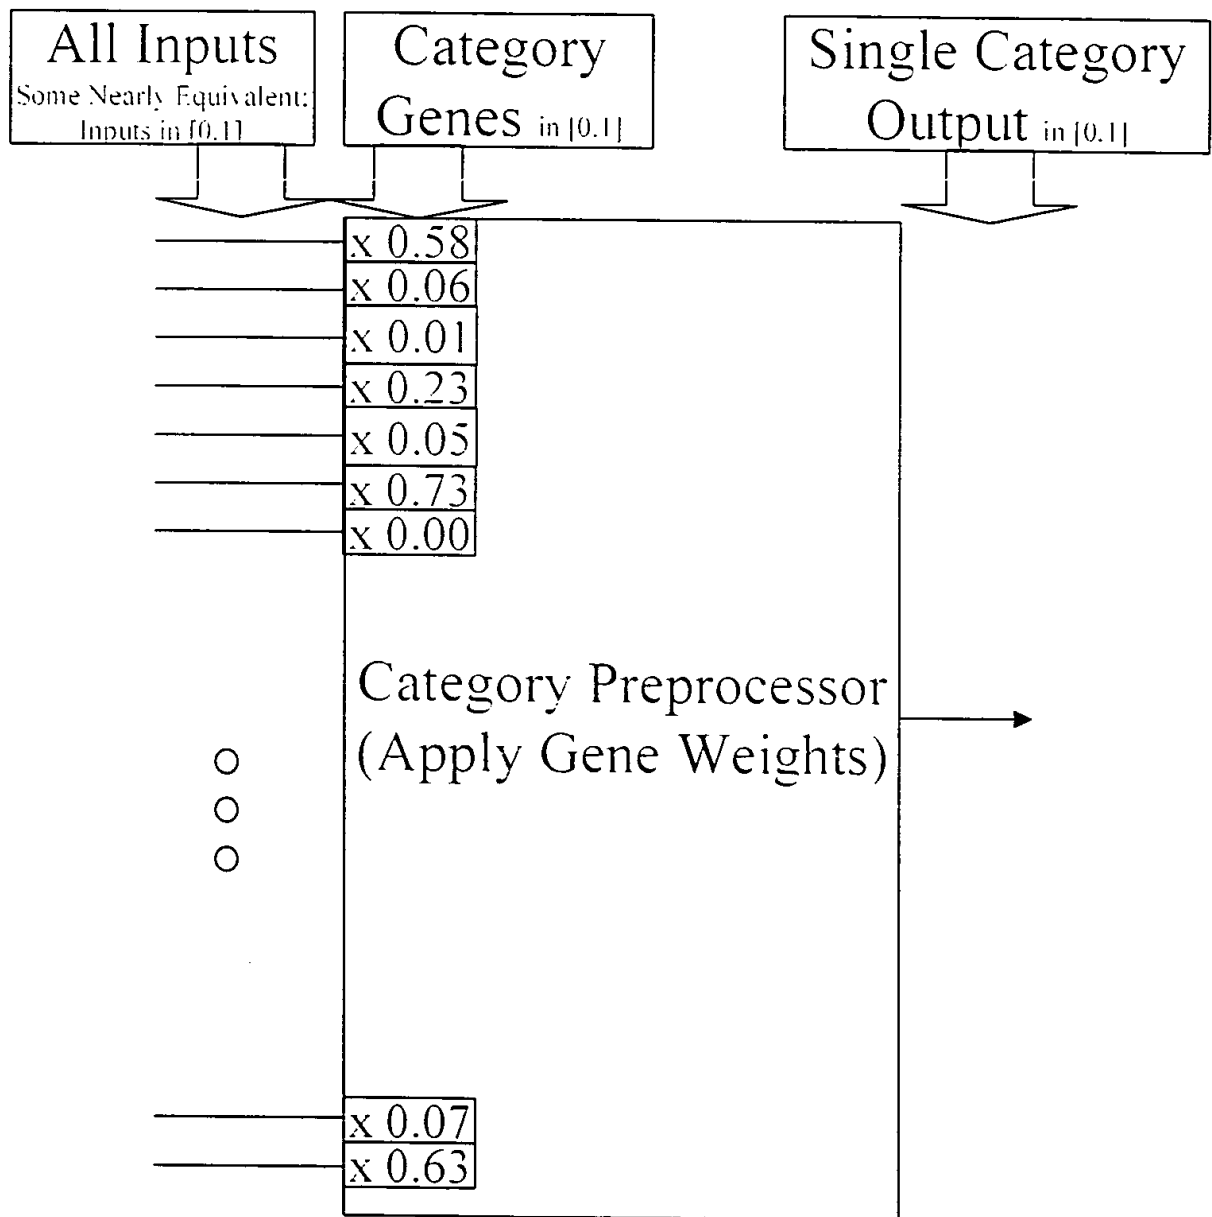 All Inputs
Some Nearly Equivalent;
Inputs in [0.1]
Category
Genes in [0.1]
Single Category
Output in [0.1]
x 0.58
x 0.06
x 0.01
x 0.23
x 0.05
x 0.73
x 0.00
Category Preprocessor
(Apply Gene Weights)
x 0.07
x 0.63